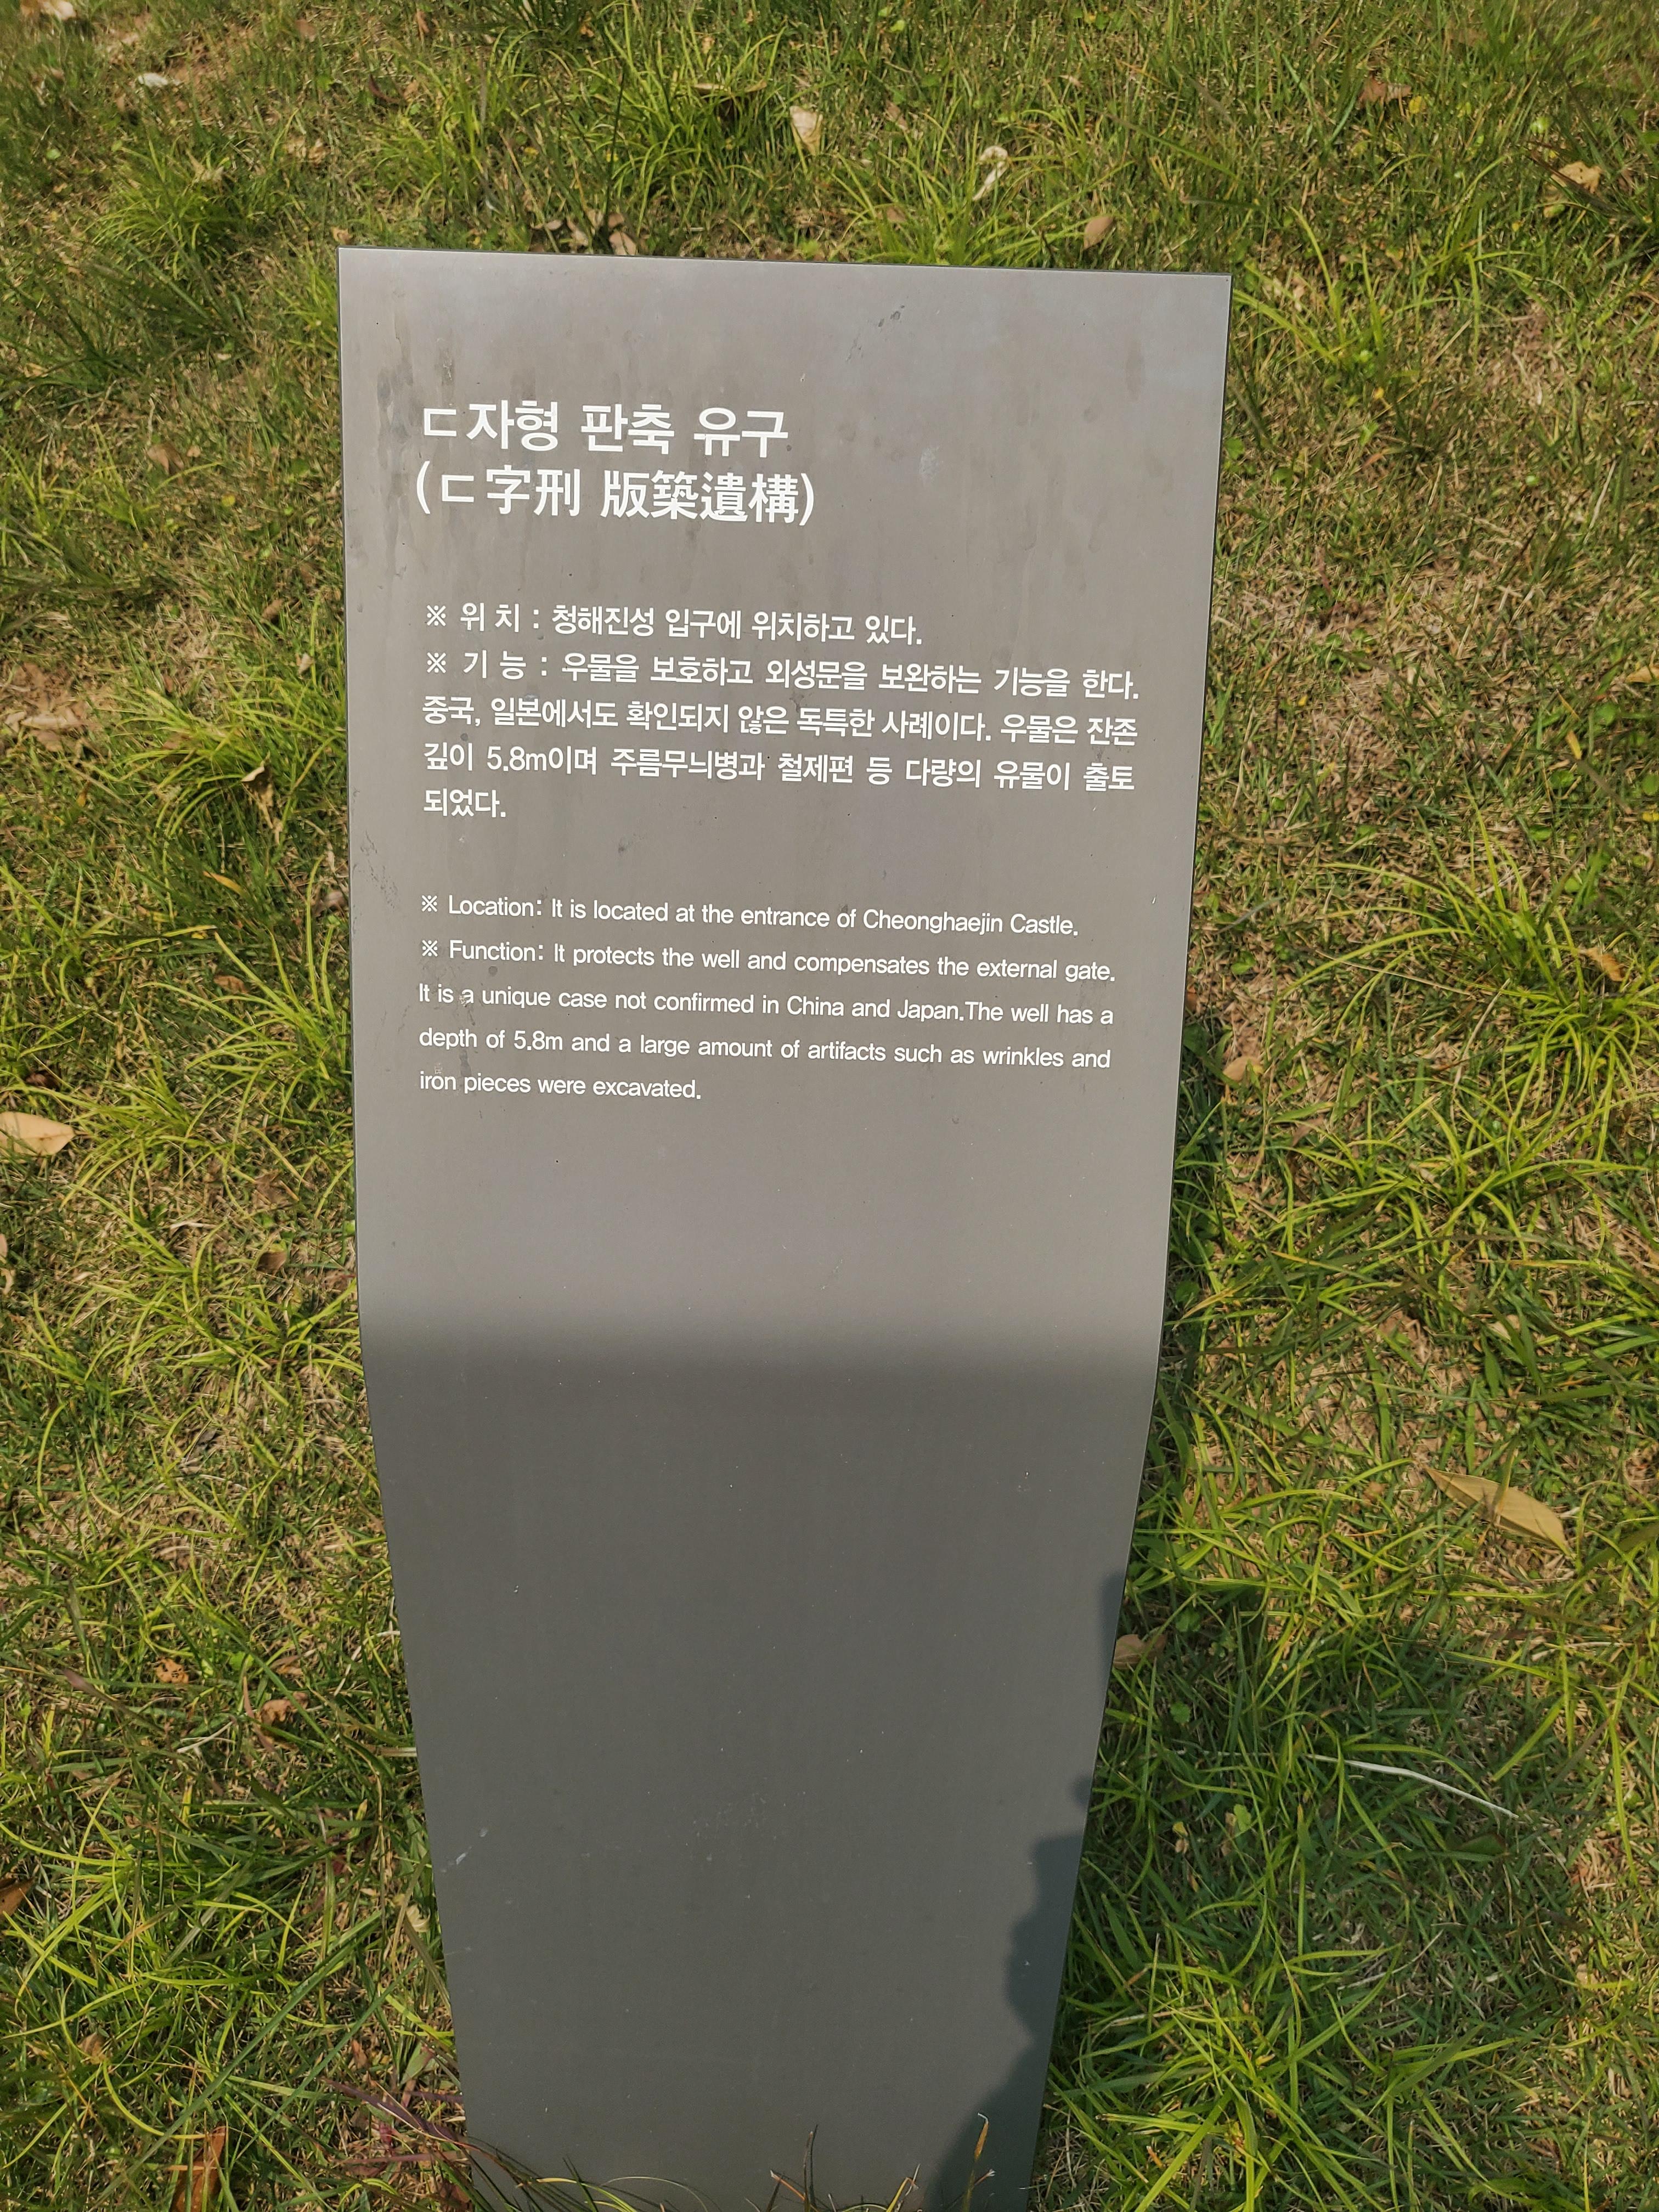 ㄷ자형 판축 유구
(ㄷ字刑 版築遺構)
※ 위 치 : 청해진성 입구에 위치하고 있다.
※ 기 능 : 우물을 보호하고 외성문을 보완하는 기능을 한다.
중국, 일본에서도 확인되지 않은 독특한 사례이다. 우물은 잔존
깊이 5.8m이며 주름무늬병과 철제편 등 다량의 유물이 출토
되었다.
※ Location: It is located at the entrance of Cheonghaejin Castle.
※ Function: It protects the well and compensates the external gate.
It is a unique case not confirmed in China and Japan.The well has a
depth of 5.8m and a large amount of artifacts such as wrinkles and
iron pieces were excavated.